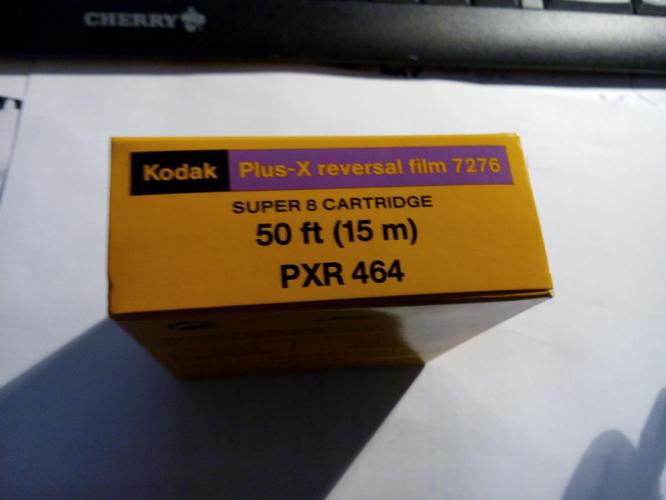 CHERRY
Kodak Plus-X reversal film 7276
SUPER 8 CARTRIDGE
50 ft (15 m)
PXR 464